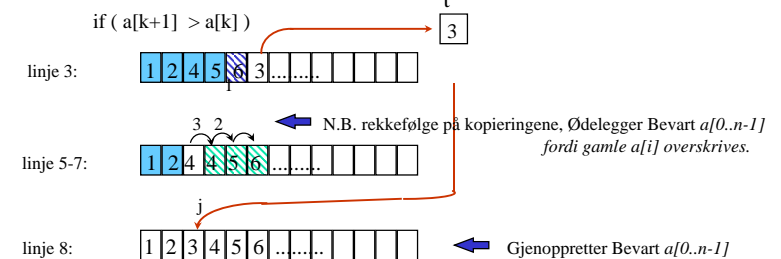 t
if ( a[k+1] > a[k] )
3
linje 3: 1 2 4 5 6 3 .........
i
3 2
N.B. rekkefølge på kopieringene, Ødelegger Bevart a[0..n-1]
fordi gamle a[i] overskrives.
linje 5-7: 1 2 4 4 5 6 .........
j
linje 8: 1 2 3 4 5 6 .........
Gjenoppretter Bevart a[0..n-1]